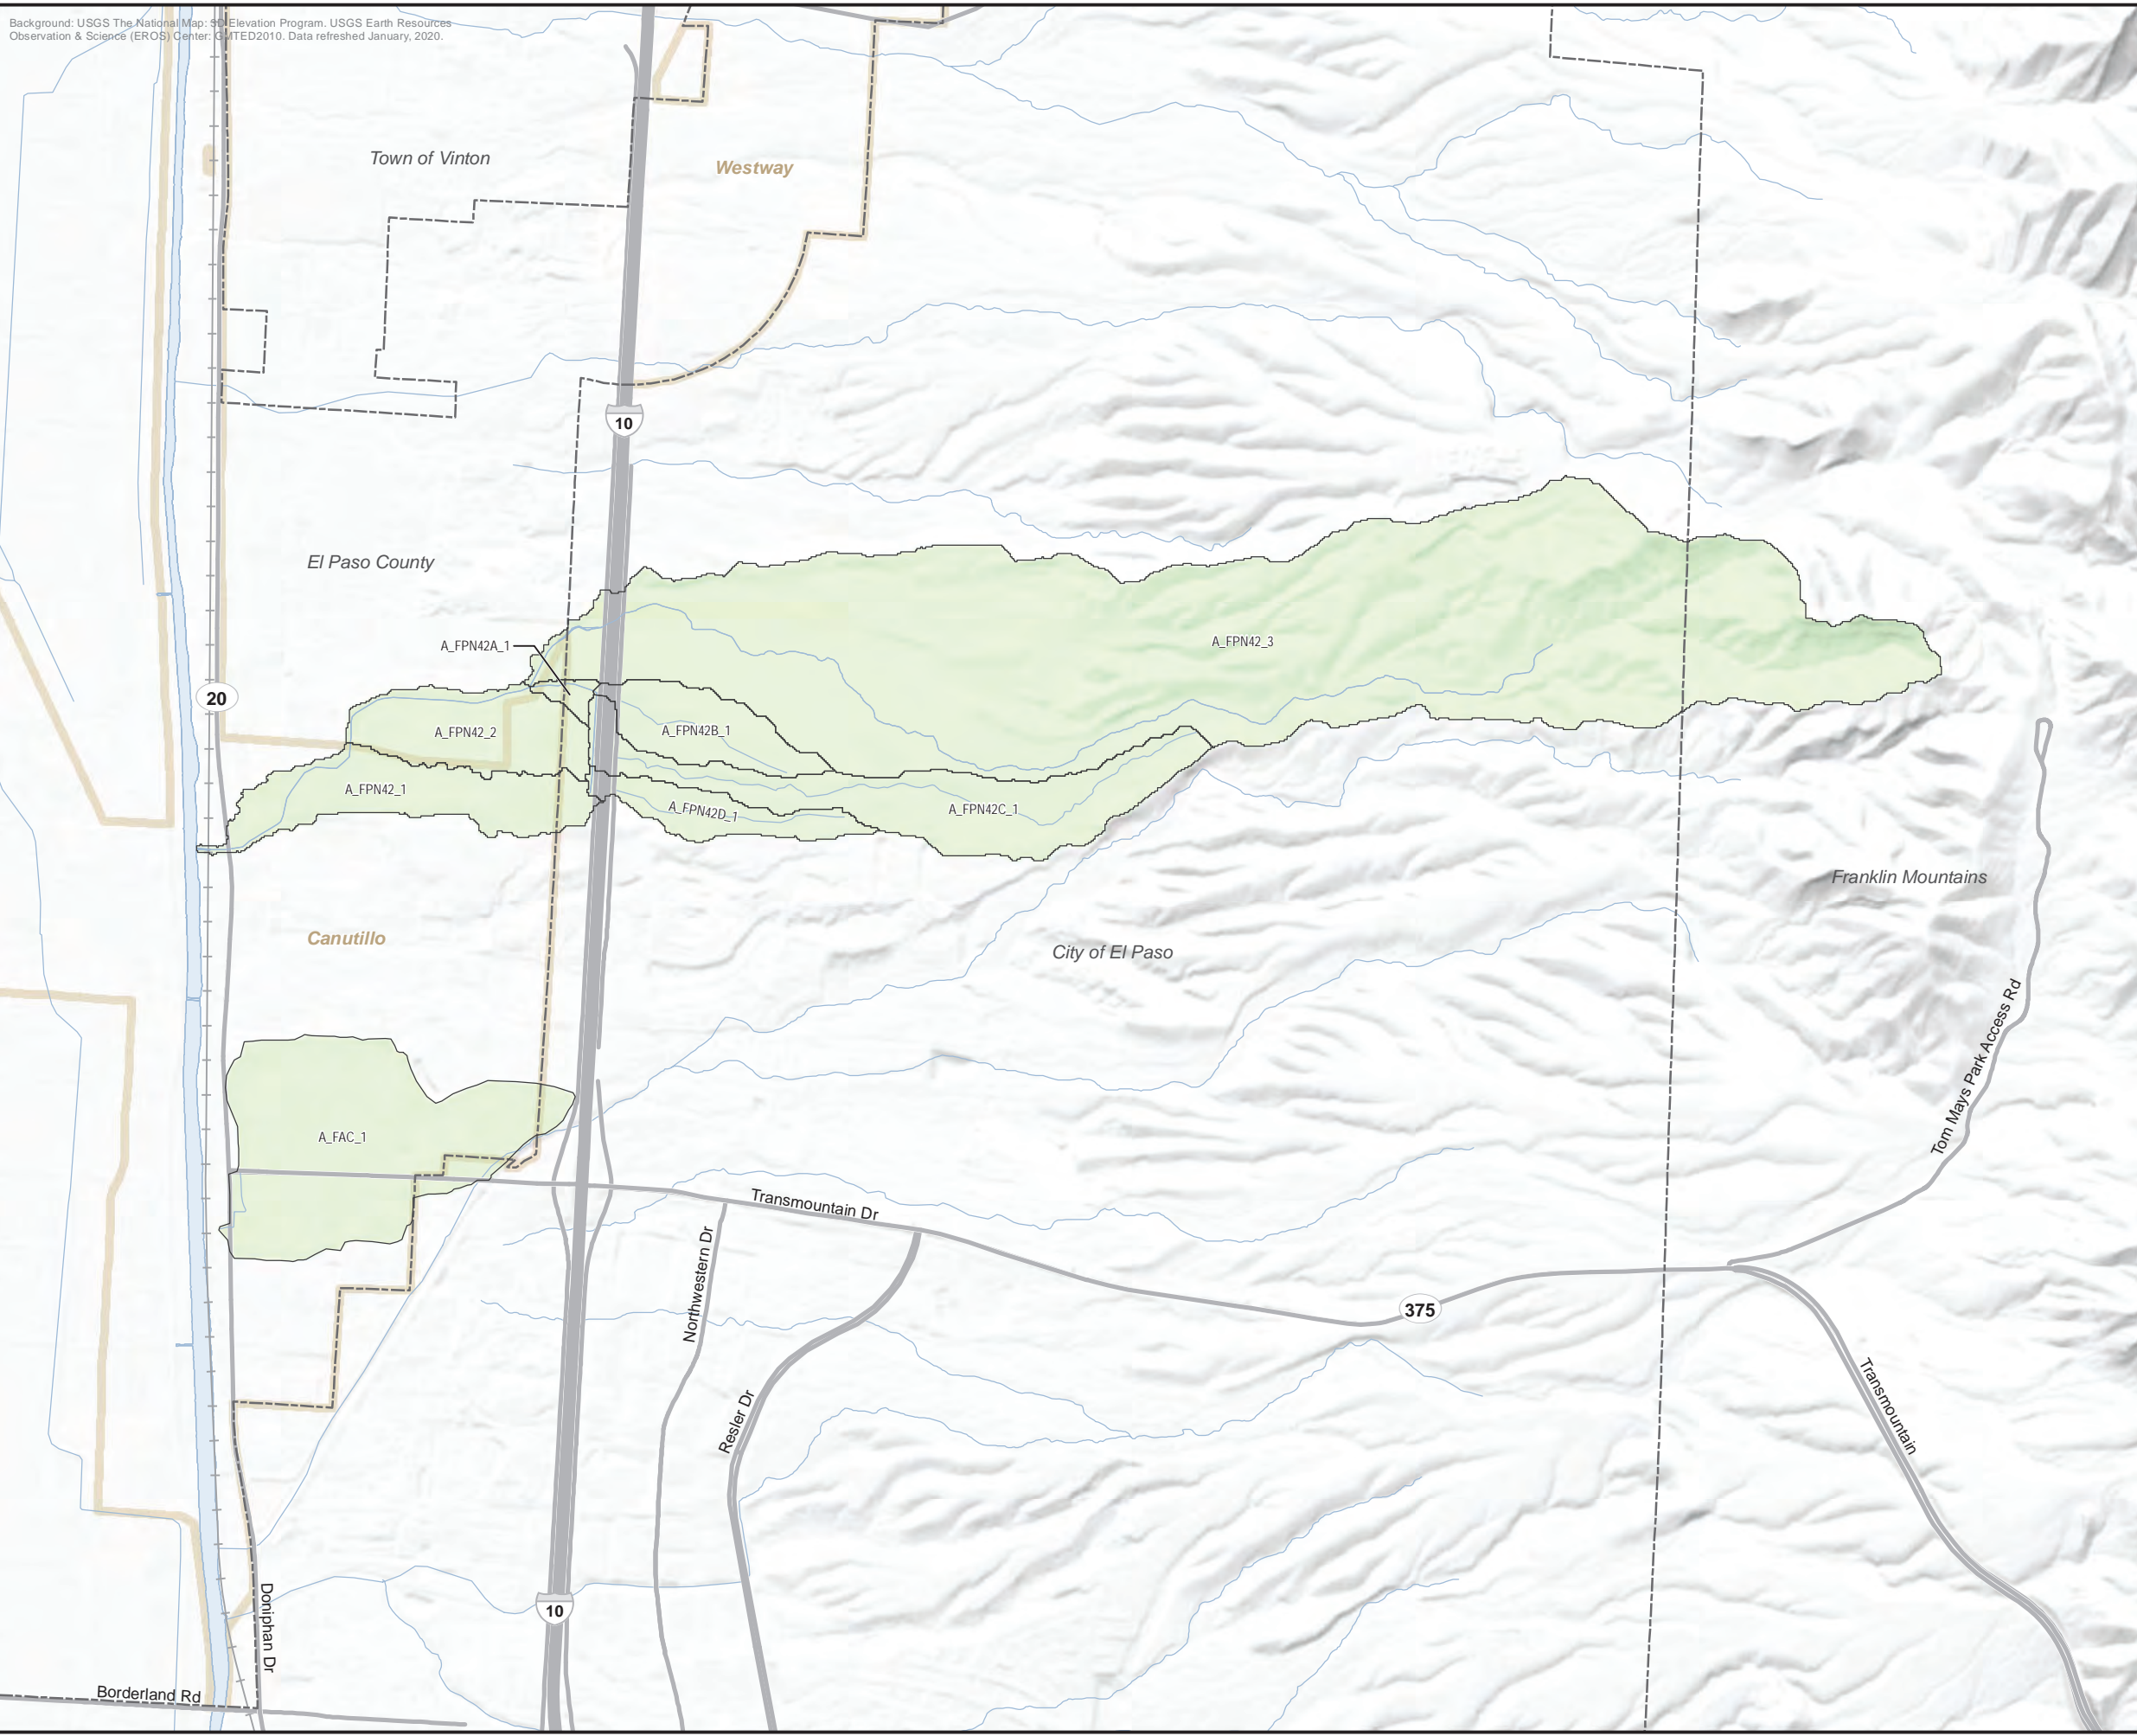 Background: USGS The National Map: 3D Elevation Program. USGS Earth Resources
Observation & Science (EROS) Center: GMTED2010. Data refreshed January, 2020.
Town of Vinton
Westway
10
El Paso County
A_FPN42A_1
A_FPN42_3
20
A_FPN42_2
A_FPN42B_1
A_FPN42_1
A_FPN42D_1
A_FPN42C_1
Franklin Mountains
Canutillo
City of El Paso
Tom Mays Park Access Rd
A_FAC_1
Transmountain Dr
Northwestern Dr
375
Resler Dr
Transmountain
10
Doniphan Dr
Borderland Rd